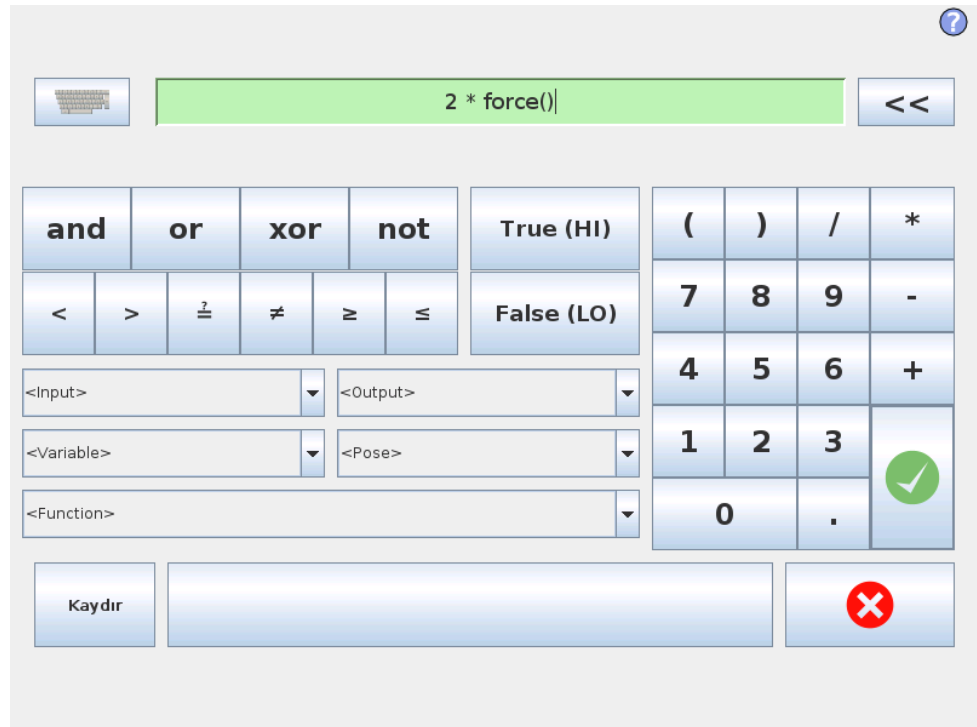 ?
2 * force()
<<
and or xor not True (HI) ( ) / *
< > ≟ ≠ ≥ ≤ False (LO) 7 8 9 -
<Input> <Output> 4 5 6 +
<Variable> <Pose> 1 2 3
<Function> 0 .
Kaydır